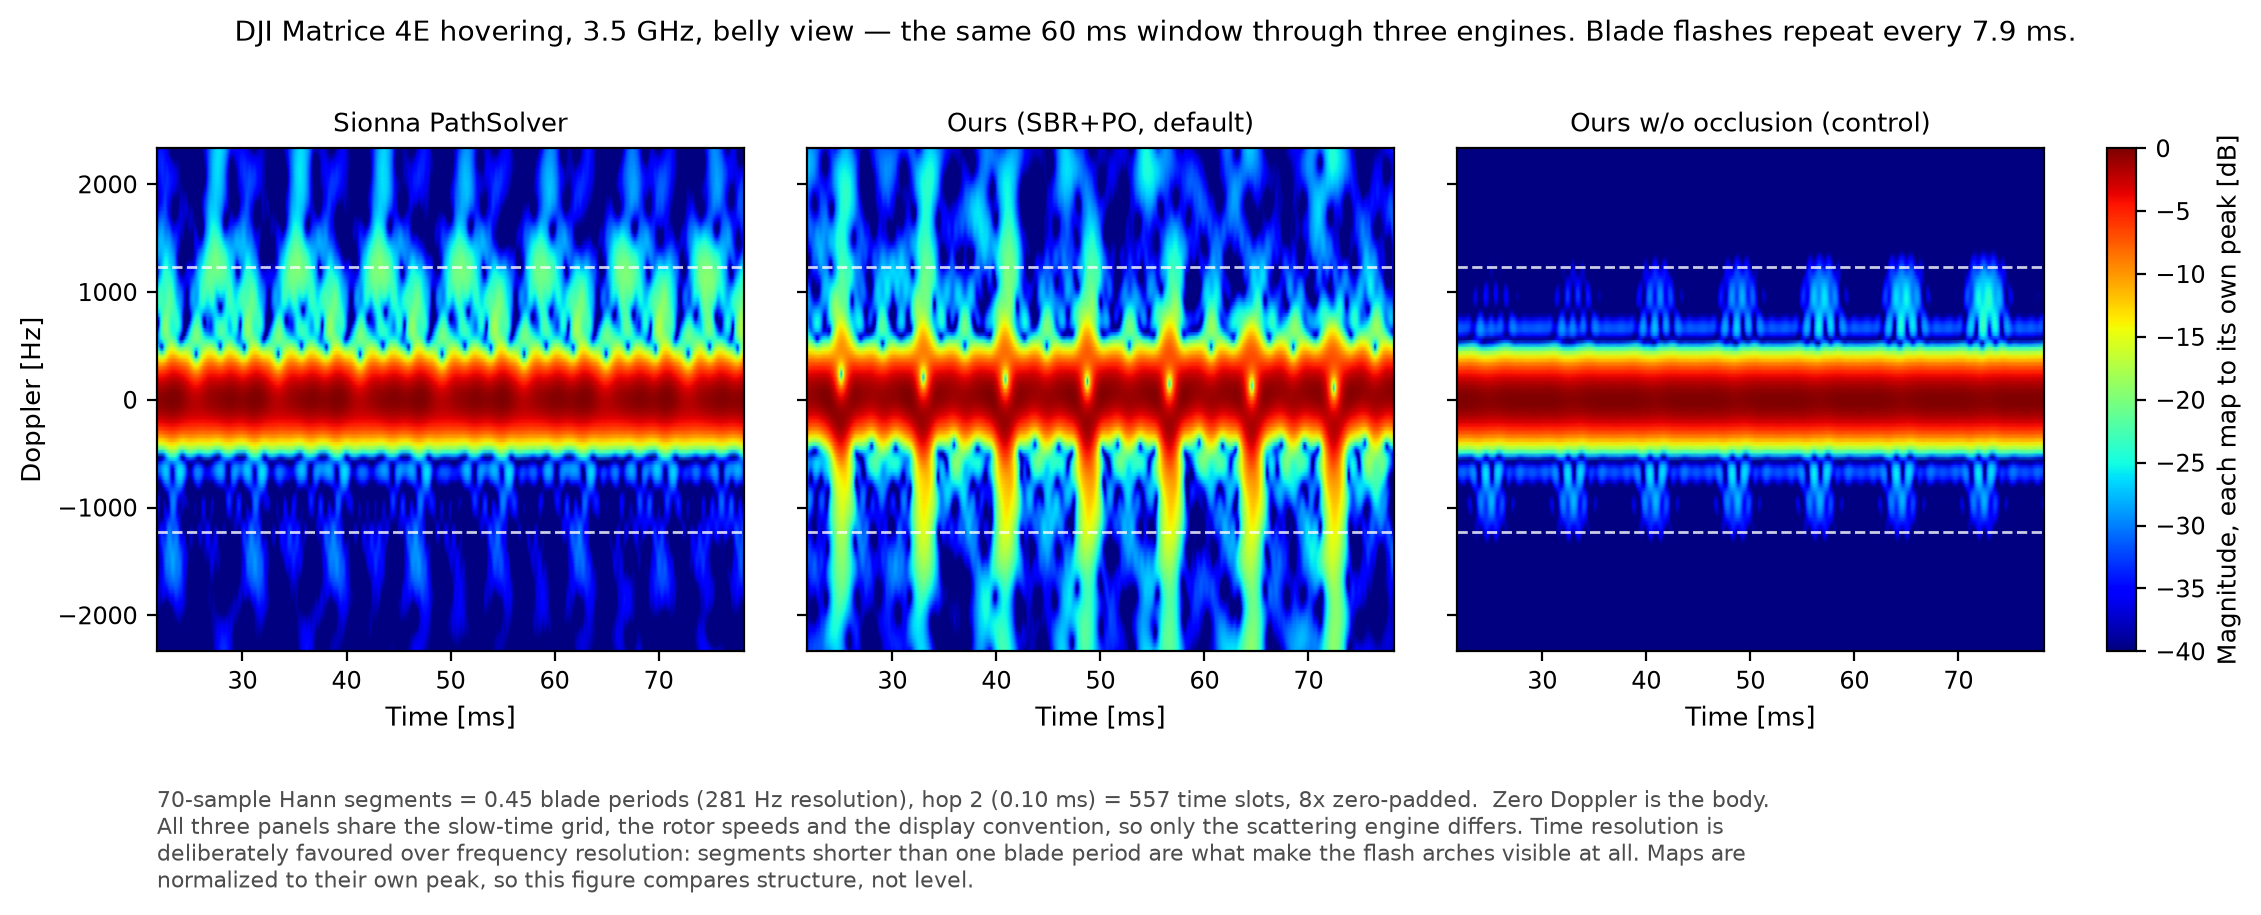 DJI Matrice 4E hovering, 3.5 GHz, belly view — the same 60 ms window through three engines. Blade flashes repeat every 7.9 ms.
Sionna PathSolver
Ours (SBR+PO, default)
Ours w/o occlusion (control)
Doppler [Hz]
2000
1000
0
−1000
−2000
30 40 50 60 70
30 40 50 60 70
30 40 50 60 70
Time [ms]
Time [ms]
Time [ms]
0
−5
−10
−15
−20
−25
−30
−35
−40
Magnitude, each map to its own peak [dB]
70-sample Hann segments = 0.45 blade periods (281 Hz resolution), hop 2 (0.10 ms) = 557 time slots, 8x zero-padded.  Zero Doppler is the body.
All three panels share the slow-time grid, the rotor speeds and the display convention, so only the scattering engine differs. Time resolution is
deliberately favoured over frequency resolution: segments shorter than one blade period are what make the flash arches visible at all. Maps are
normalized to their own peak, so this figure compares structure, not level.